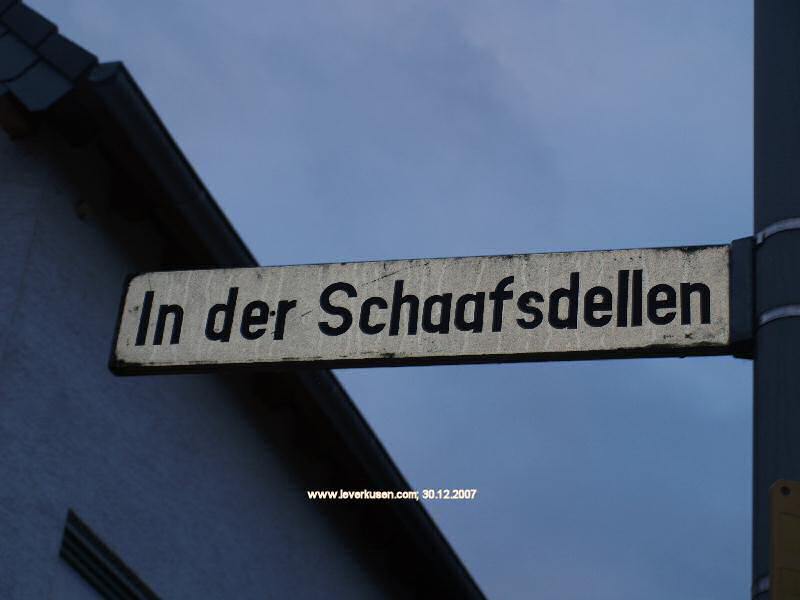 In der Schaafsdellen
www.leverkusen.com, 30.12.2007